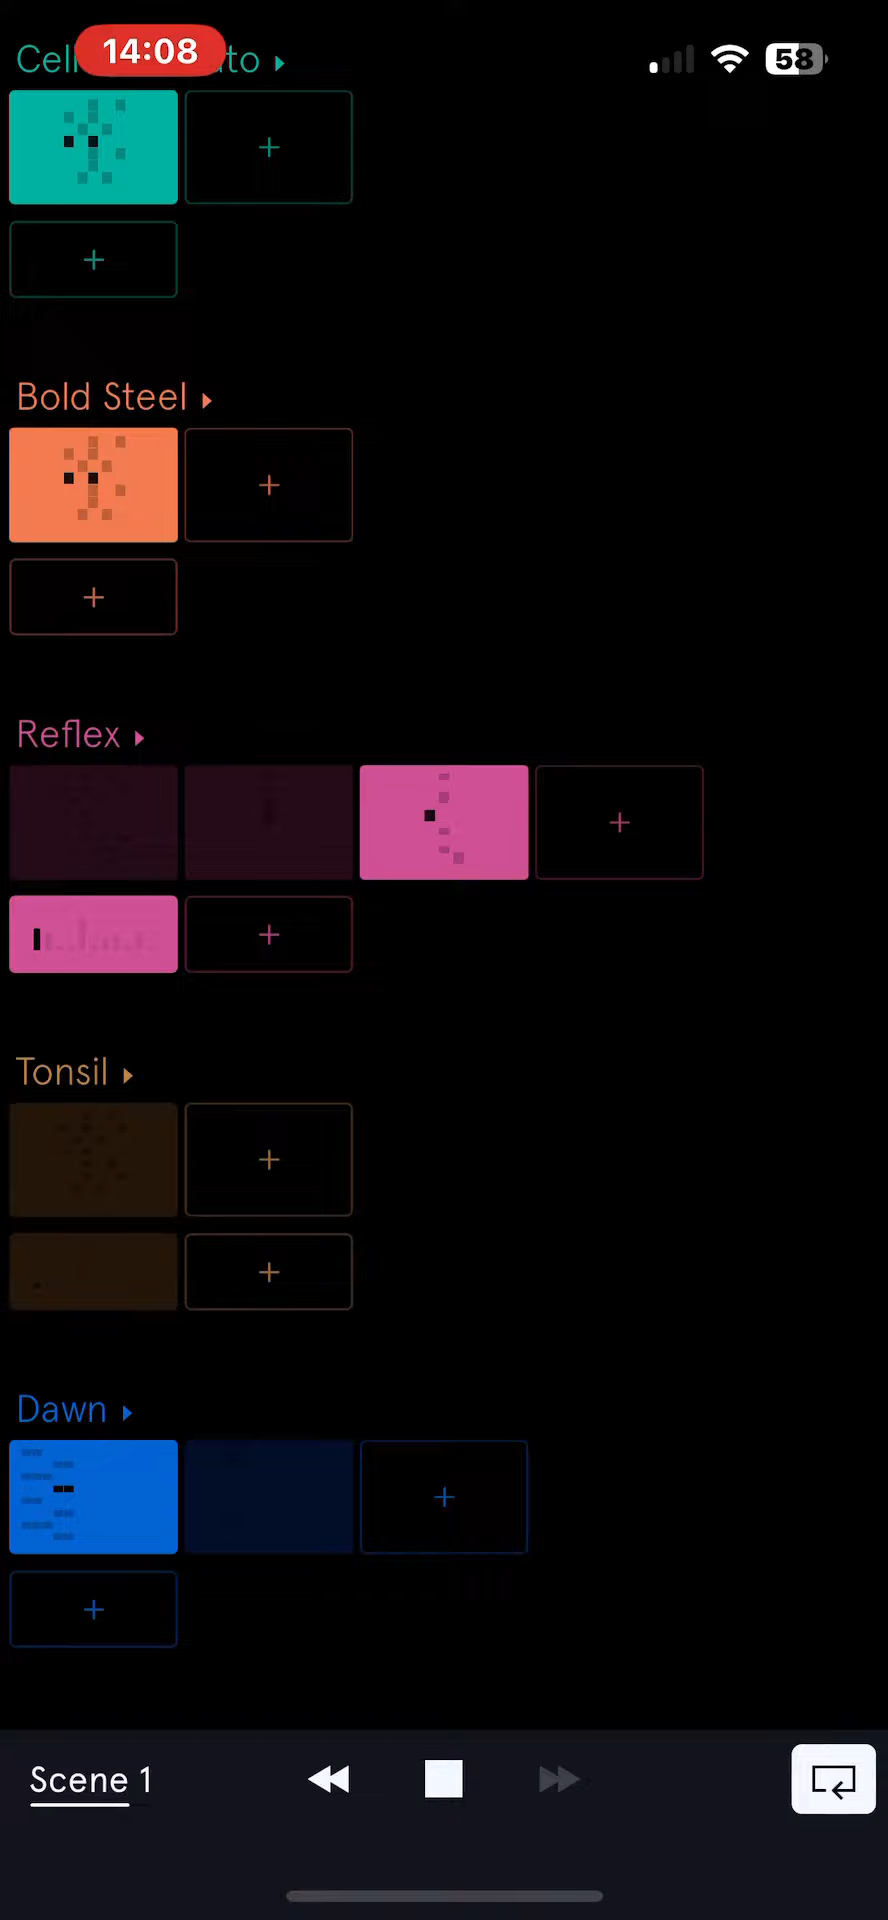 14:08
58
Bold Steel
Reflex
Tonsil
Dawn
Scene 1